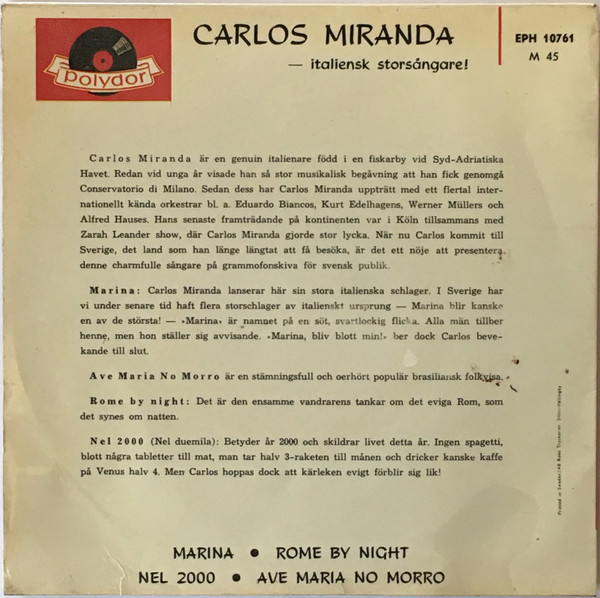 polydor
CARLOS MIRANDA
— italiensk storsångare!
EPH 10761
M 45
Carlos Miranda är en genuin italienare född i en fiskarby vid Syd-Adriatiska
Havet. Redan vid unga år visade han så stor musikalisk begåvning att han fick genomgå
Conservatorio di Milano. Sedan dess har Carlos Miranda uppträtt med ett flertal inter-
nationellt kända orkestrar bl. a. Eduardo Biancos, Kurt Edelhagens, Werner Müllers och
Alfred Hauses. Hans senaste framträdande på kontinenten var i Köln tillsammans med
Zarah Leander show, där Carlos Miranda gjorde stor lycka. När nu Carlos kommit till
Sverige, det land som han länge längtat att få besöka, är det ett nöje att presentera
denne charmfulle sångare på grammofonskiva för svensk publik.
Marina: Carlos Miranda lanserar här sin stora italienska schlager. I Sverige har
vi under senare tid haft flera storschlager av italienskt ursprung — Marina blir kanske
en av de största! — »Marina» är namnet på en söt, svartlockig flicka. Alla män tillber
henne, men hon ställer sig avvisande. »Marina, bliv blott min!» ber dock Carlos beve-
kande till slut.
Ave Maria No Morro är en stämningsfull och oerhört populär brasiliansk folkvisa.
Rome by night: Det är den ensamme vandrarens tankar om det eviga Rom, som
det synes om natten.
Nel 2000 (Nel duemila): Betyder år 2000 och skildrar livet detta år. Ingen spagetti,
blott några tabletter till mat, man tar halv 3-raketen till månen och dricker kanske kaffe
på Venus halv 4. Men Carlos hoppas dock att kärleken evigt förblir sig lik!
MARINA ● ROME BY NIGHT
NEL 2000 ● AVE MARIA NO MORRO
Printed in Sweden